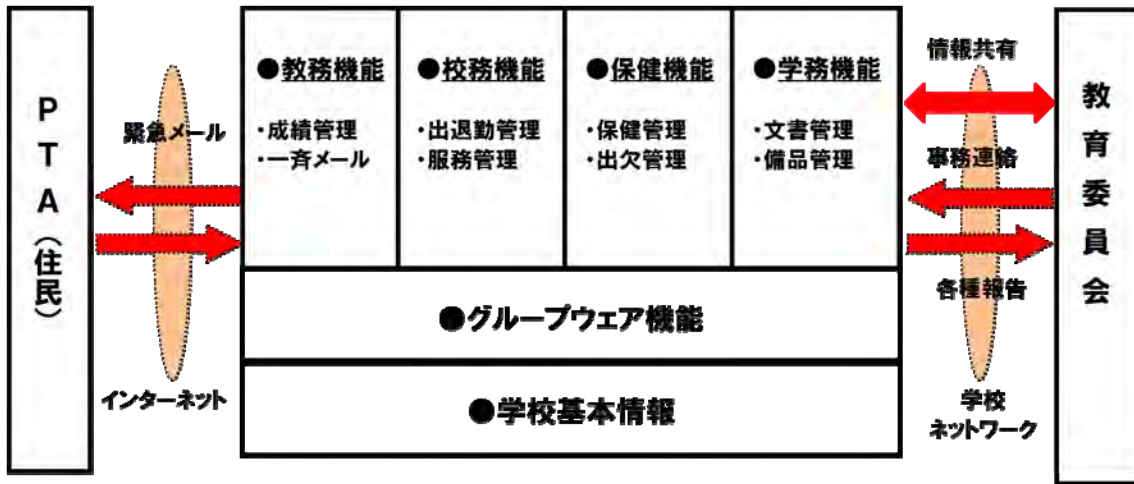 PTA（住民）
緊急メール
インターネット
●教務機能
・成績管理
・一斉メール
●校務機能
・出退勤管理
・服務管理
●保健機能
・保健管理
・出欠管理
●学務機能
・文書管理
・備品管理
●グループウェア機能
●学校基本情報
情報共有
事務連絡
各種報告
学校
ネットワーク
教育委員会